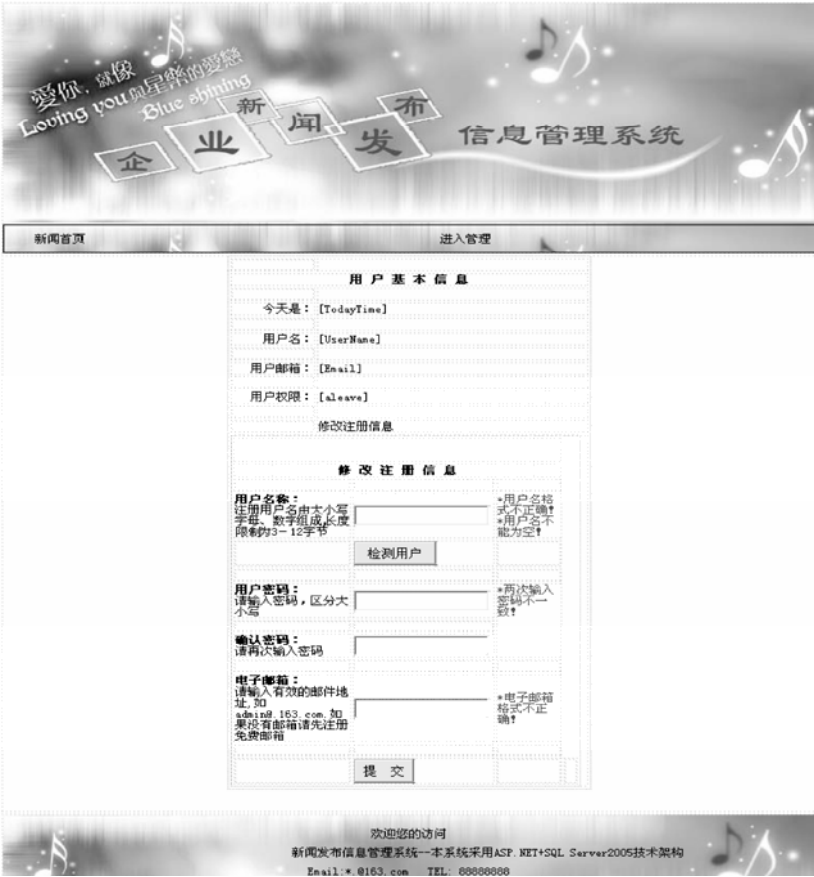 愛你,就像
Loving you與星樂的愛戀
Blue shining
企业新闻发布
信息管理系统
新闻首页
进入管理
用户基本信息
今天是: [TodayTime]
用户名: [UserName]
用户邮箱: [Email]
用户权限: [aleave]
修改注册信息
修改注册信息
用户名称:
注册用户名由大小写
字母、数字组成,长度
限制为3-12字节
*用户名格
式不正确!
*用户名不
能为空!
检测用户
用户密码:
请输入密码,区分大
小写
*两次输入
密码不一
致!
确认密码:
请再次输入密码
电子邮箱:
请输入有效的邮件地
址,如
admin@.163.com.如
果没有邮箱请先注册
免费邮箱
*电子邮箱
格式不正
确!
提 交
欢迎您的访问
新闻发布信息管理系统--本系统采用ASP.NET+SQL Server2005技术架构
Email:*.@163.com TEL: 88888888